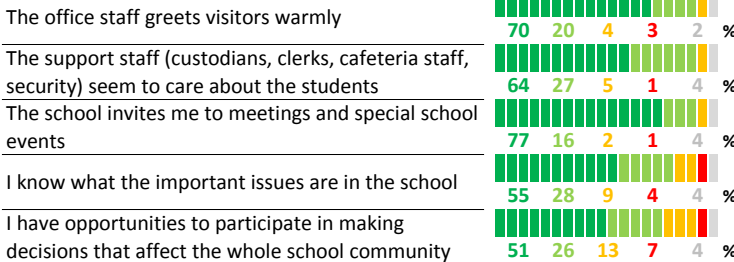 The office staff greets visitors warmly
70 20 4 3 2 %
The support staff (custodians, clerks, cafeteria staff,
security) seem to care about the students
64 27 5 1 4 %
The school invites me to meetings and special school
events
77 16 2 1 4 %
I know what the important issues are in the school
55 28 9 4 4 %
I have opportunities to participate in making
decisions that affect the whole school community
51 26 13 7 4 %